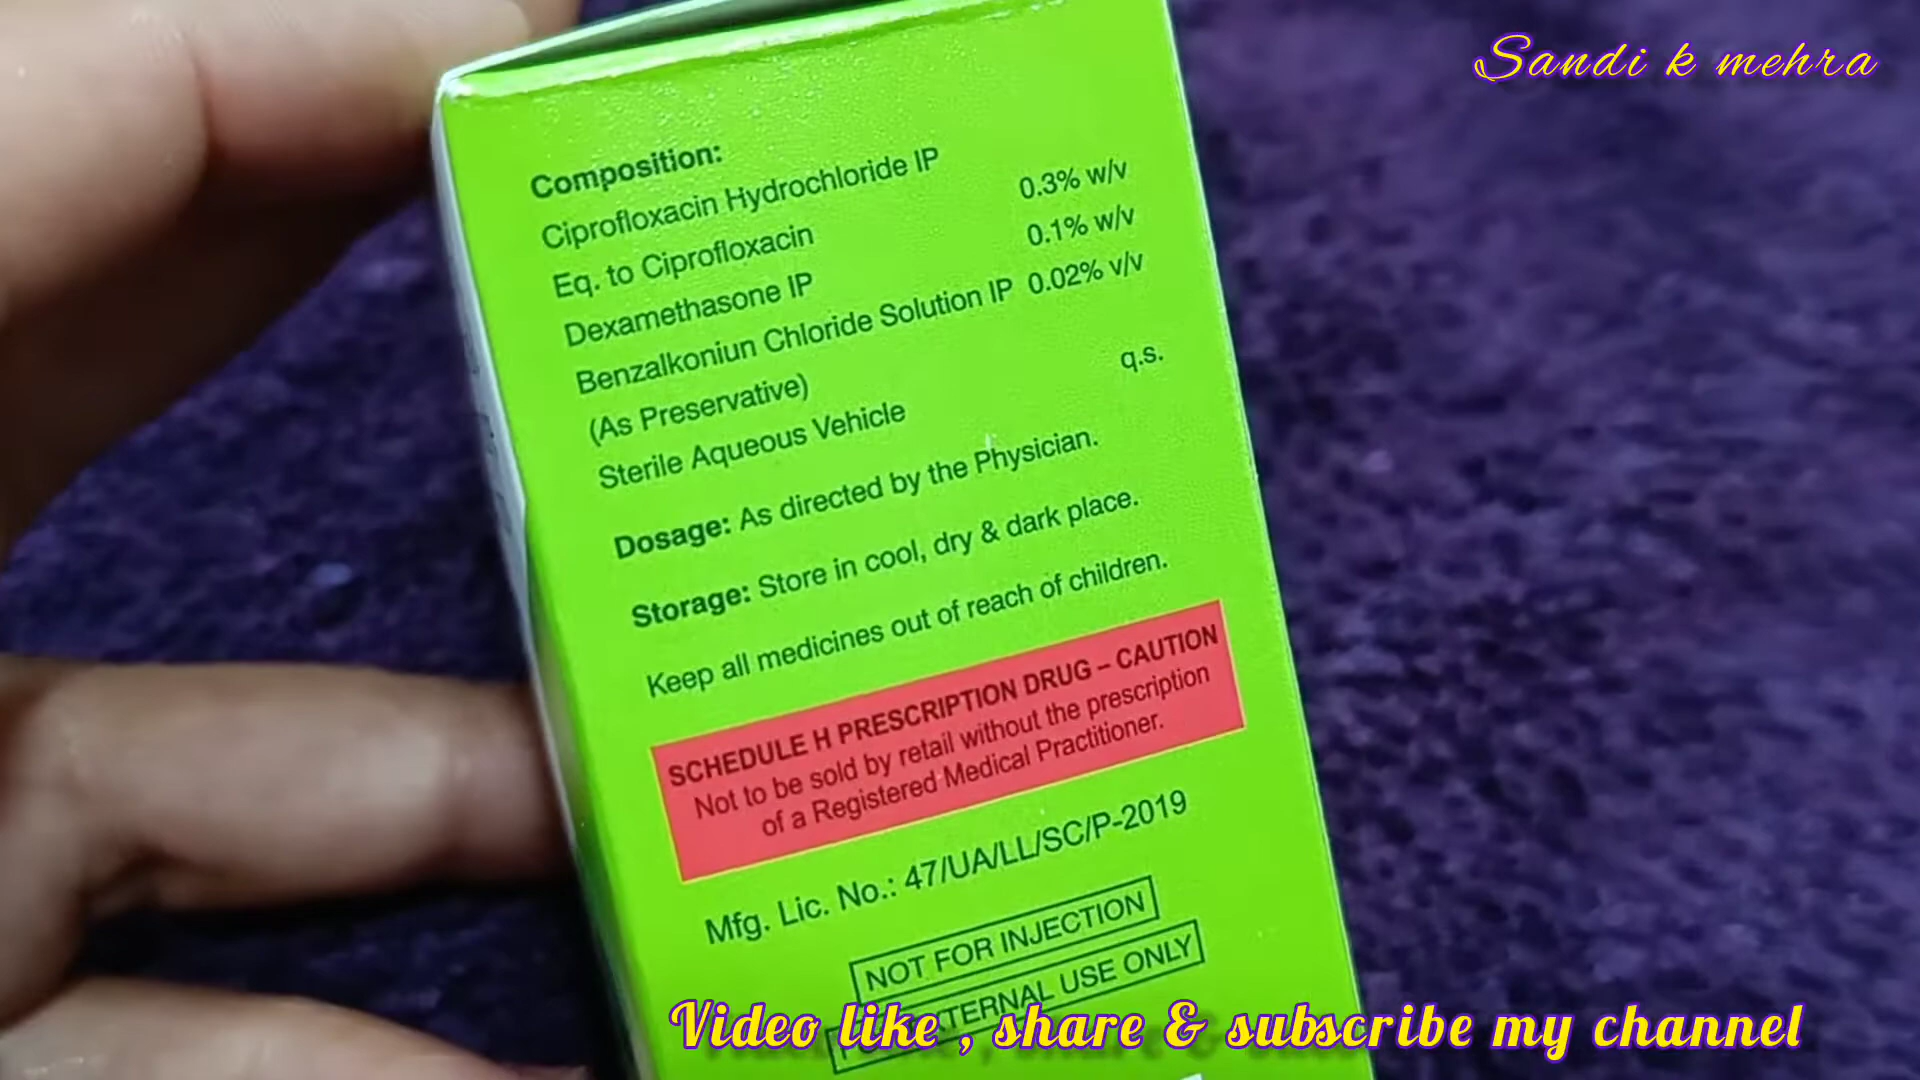 Sandi k mehra
Composition:
Ciprofloxacin Hydrochloride IP
Eq. to Ciprofloxacin 0.3% w/v
Dexamethasone IP 0.1% w/v
Benzalkoniun Chloride Solution IP 0.02% v/v
(As Preservative)
Sterile Aqueous Vehicle q.s.
Dosage: As directed by the Physician.
Storage: Store in cool, dry & dark place.
Keep all medicines out of reach of children.
SCHEDULE H PRESCRIPTION DRUG – CAUTION
Not to be sold by retail without the prescription
of a Registered Medical Practitioner.
Mfg. Lic. No.: 47/UA/LL/SC/P-2019
NOT FOR INJECTION
EXTERNAL USE ONLY
Video like , share & subscribe my channel